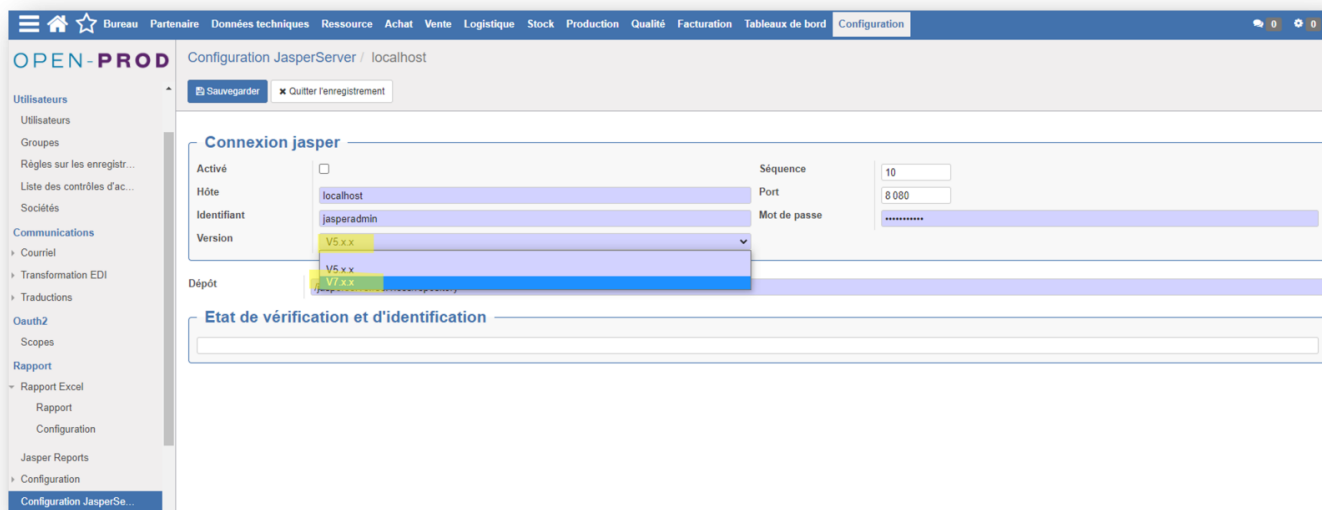 Bureau Partenaire Données techniques Ressource Achat Vente Logistique Stock Production Qualité Facturation Tableaux de bord Configuration 0 0
OPEN-PROD
Configuration JasperServer / localhost
Sauvegarder Quitter l'enregistrement
Utilisateurs
Utilisateurs
Groupes
Règles sur les enregistr...
Liste des contrôles d'ac...
Sociétés
Communications
Courriel
Transformation EDI
Traductions
Oauth2
Scopes
Rapport
Rapport Excel
Rapport
Configuration
Jasper Reports
Configuration
Configuration JasperSe...
Connexion jasper
Activé Séquence 10
Hôte localhost Port 8 080
Identifiant jasperadmin Mot de passe •••••••••••
Version V5.x.x
V5.x.x
V7.x.x
Dépôt
Etat de vérification et d'identification